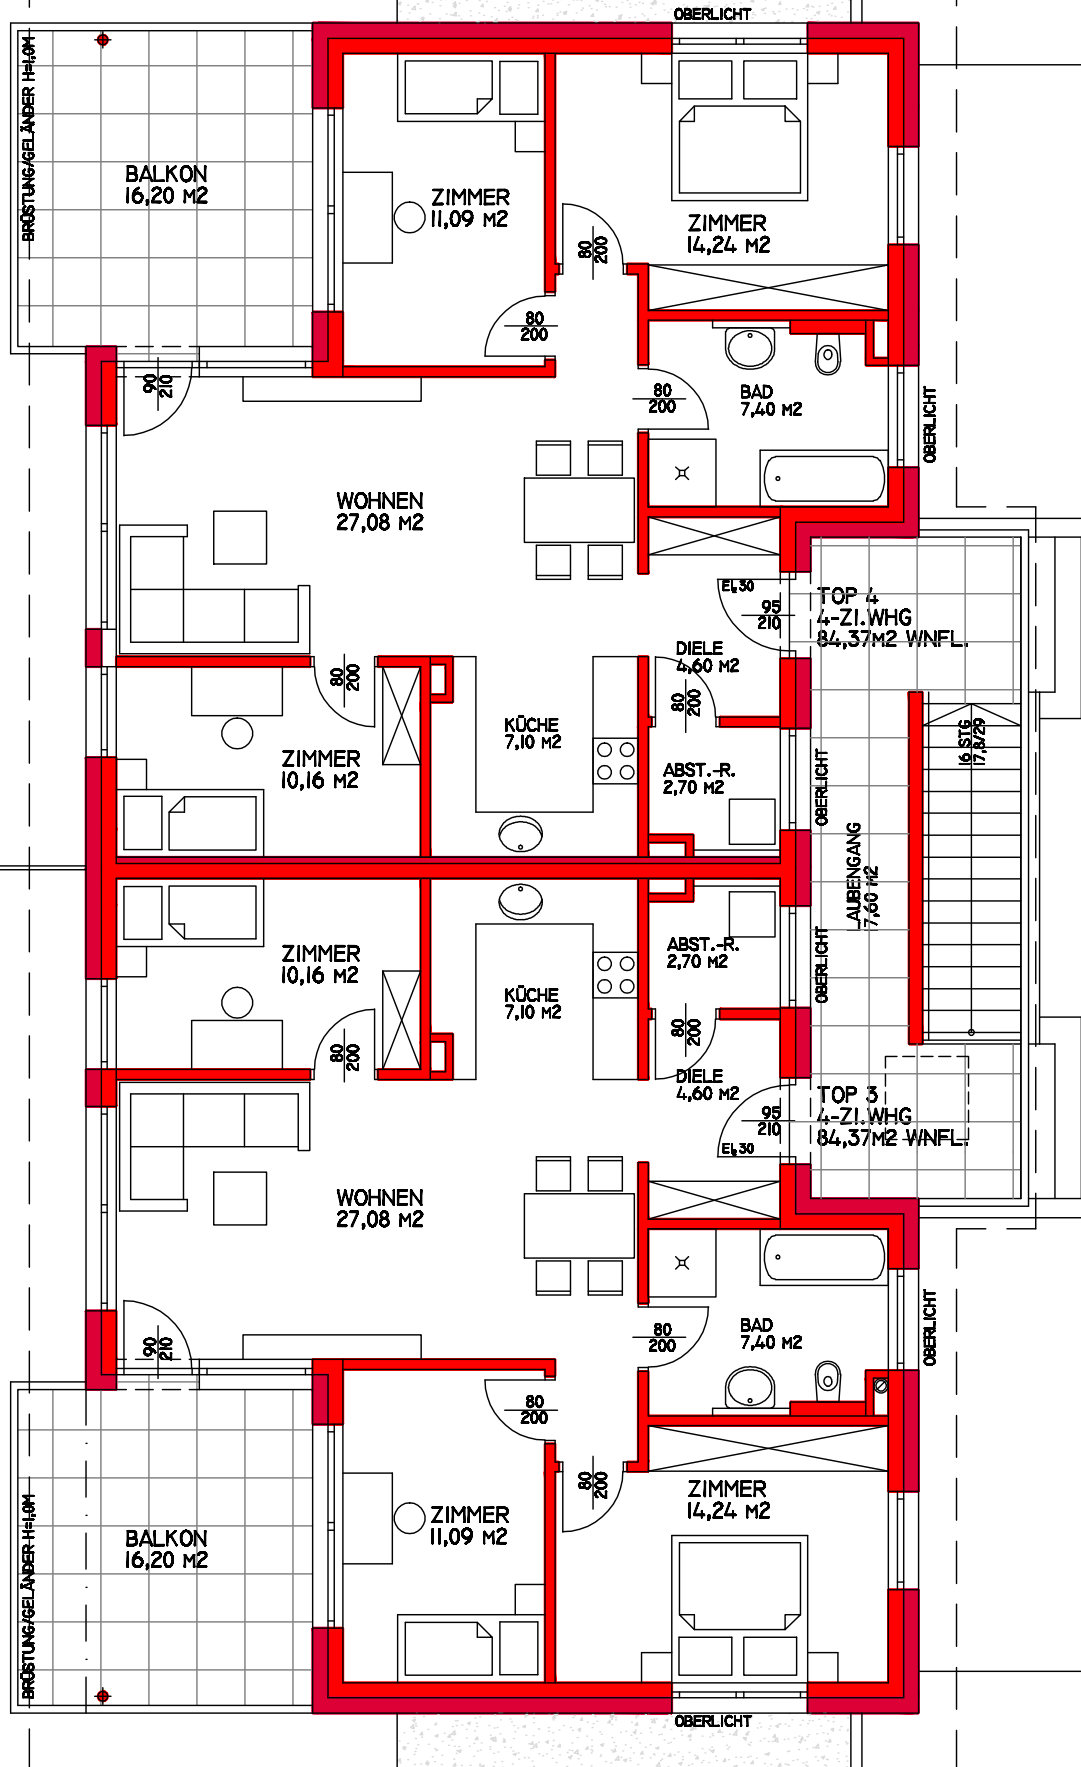 OBERLICHT
BRÜSTUNG/GELÄNDER H=1,0M
BALKON
16,20 M2
ZIMMER
11,09 M2
ZIMMER
14,24 M2
80
200
80
200
90
210
80
200
BAD
7,40 M2
OBERLICHT
WOHNEN
27,08 M2
EI₂30
95
210
TOP 4
4-ZI.WHG
84,37M2 WNFL.
DIELE
4,60 M2
80
200
80
200
ZIMMER
10,16 M2
KÜCHE
7,10 M2
ABST.-R.
2,70 M2
OBERLICHT
16 STG
17,8/29
LAUBENGANG
7,60 M2
ZIMMER
10,16 M2
KÜCHE
7,10 M2
ABST.-R.
2,70 M2
OBERLICHT
80
200
80
200
DIELE
4,60 M2
TOP 3
4-ZI.WHG
84,37M2 WNFL.
95
210
EI₂30
WOHNEN
27,08 M2
90
210
80
200
BAD
7,40 M2
OBERLICHT
80
200
80
200
ZIMMER
14,24 M2
ZIMMER
11,09 M2
BALKON
16,20 M2
BRÜSTUNG/GELÄNDER H=1,0M
OBERLICHT